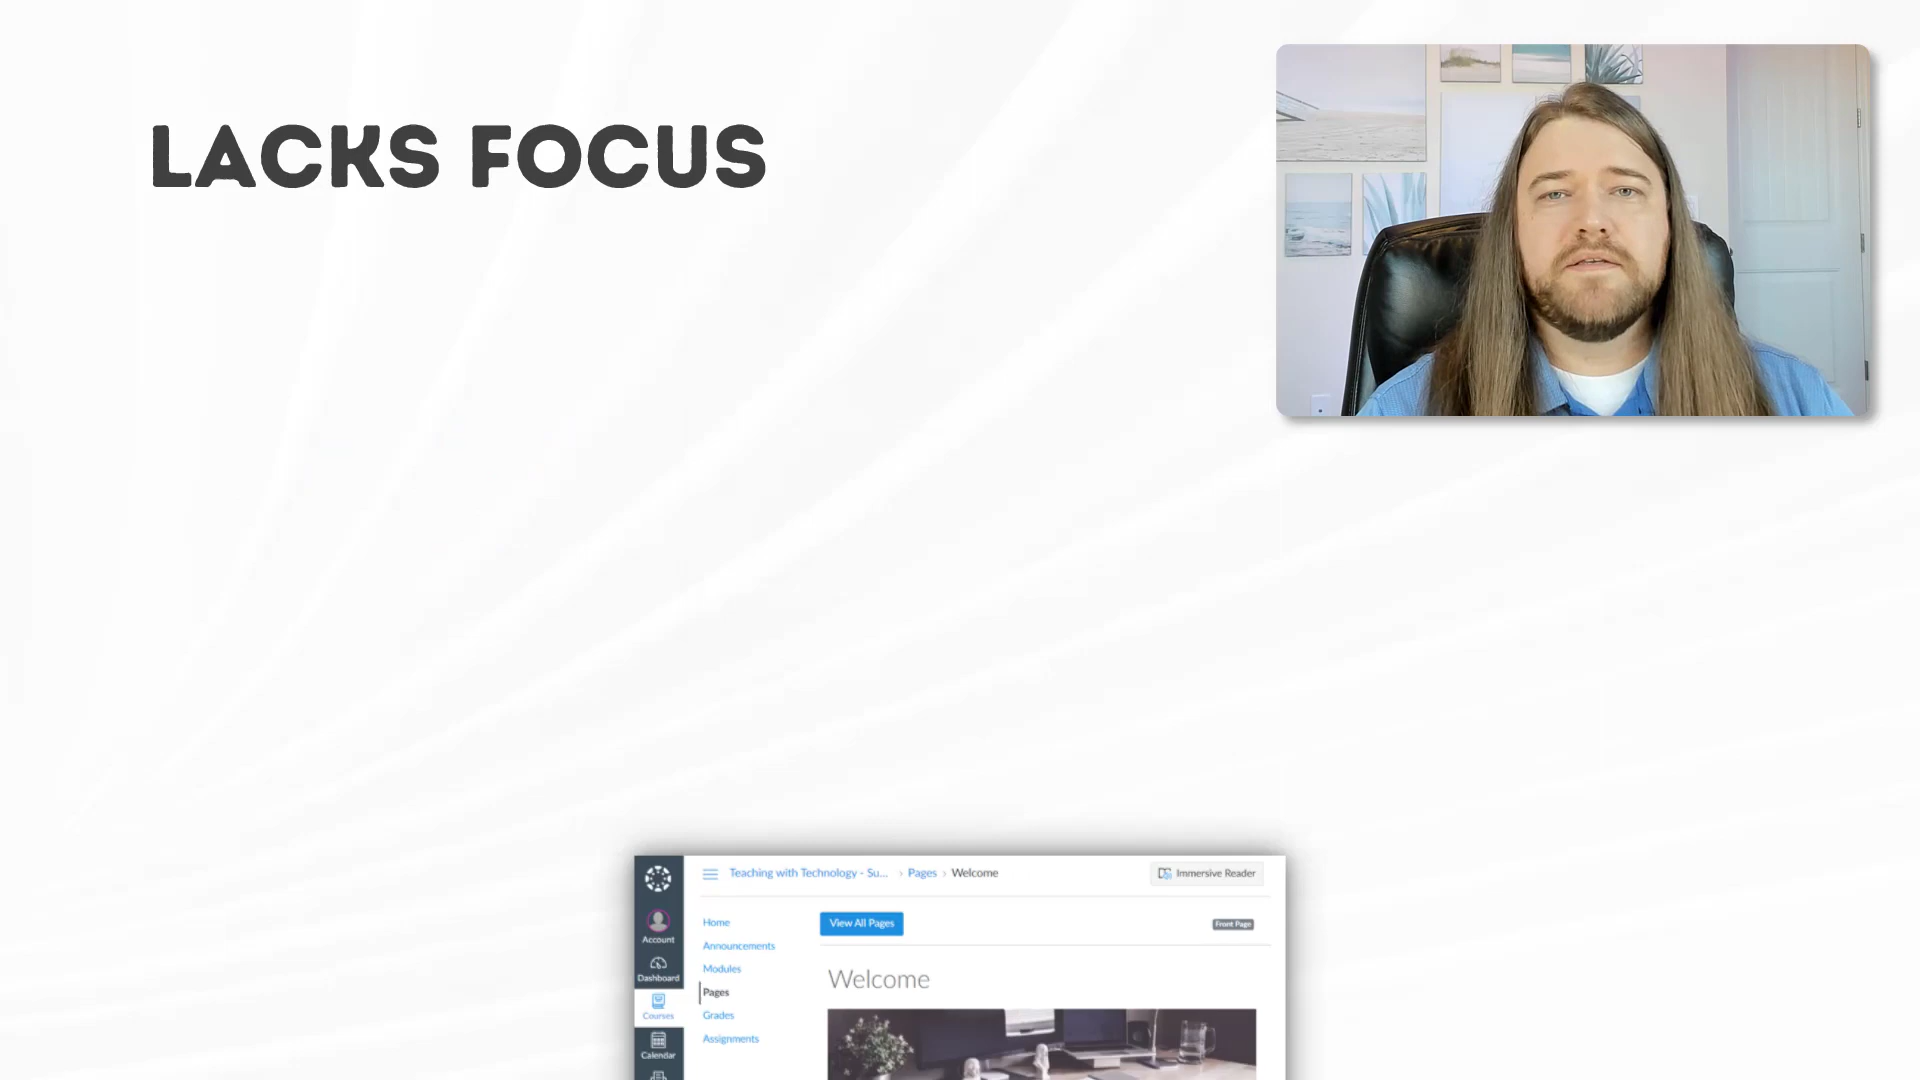 LACKS FOCUS
Teaching with Technology - Su... › Pages › Welcome
Immersive Reader
Account
Dashboard
Courses
Calendar
Home
Announcements
Modules
Pages
Grades
Assignments
View All Pages
Front Page
Welcome